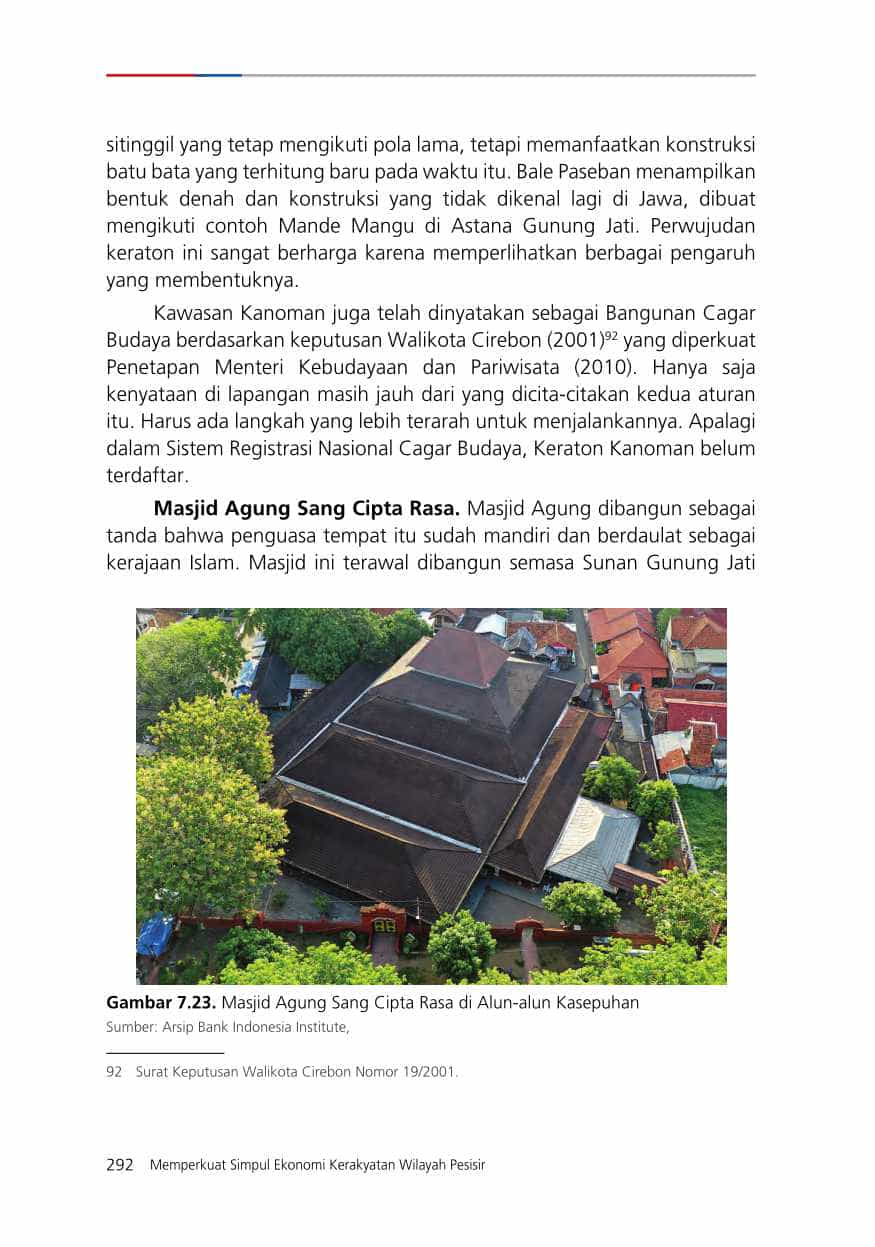 sitinggil yang tetap mengikuti pola lama, tetapi memanfaatkan konstruksi
batu bata yang terhitung baru pada waktu itu. Bale Paseban menampilkan
bentuk denah dan konstruksi yang tidak dikenal lagi di Jawa, dibuat
mengikuti contoh Mande Mangu di Astana Gunung Jati. Perwujudan
keraton ini sangat berharga karena memperlihatkan berbagai pengaruh
yang membentuknya.
Kawasan Kanoman juga telah dinyatakan sebagai Bangunan Cagar
Budaya berdasarkan keputusan Walikota Cirebon (2001)⁹² yang diperkuat
Penetapan Menteri Kebudayaan dan Pariwisata (2010). Hanya saja
kenyataan di lapangan masih jauh dari yang dicita-citakan kedua aturan
itu. Harus ada langkah yang lebih terarah untuk menjalankannya. Apalagi
dalam Sistem Registrasi Nasional Cagar Budaya, Keraton Kanoman belum
terdaftar.
Masjid Agung Sang Cipta Rasa. Masjid Agung dibangun sebagai
tanda bahwa penguasa tempat itu sudah mandiri dan berdaulat sebagai
kerajaan Islam. Masjid ini terawal dibangun semasa Sunan Gunung Jati
Gambar 7.23. Masjid Agung Sang Cipta Rasa di Alun-alun Kasepuhan
Sumber: Arsip Bank Indonesia Institute,
92 Surat Keputusan Walikota Cirebon Nomor 19/2001.
292 Memperkuat Simpul Ekonomi Kerakyatan Wilayah Pesisir